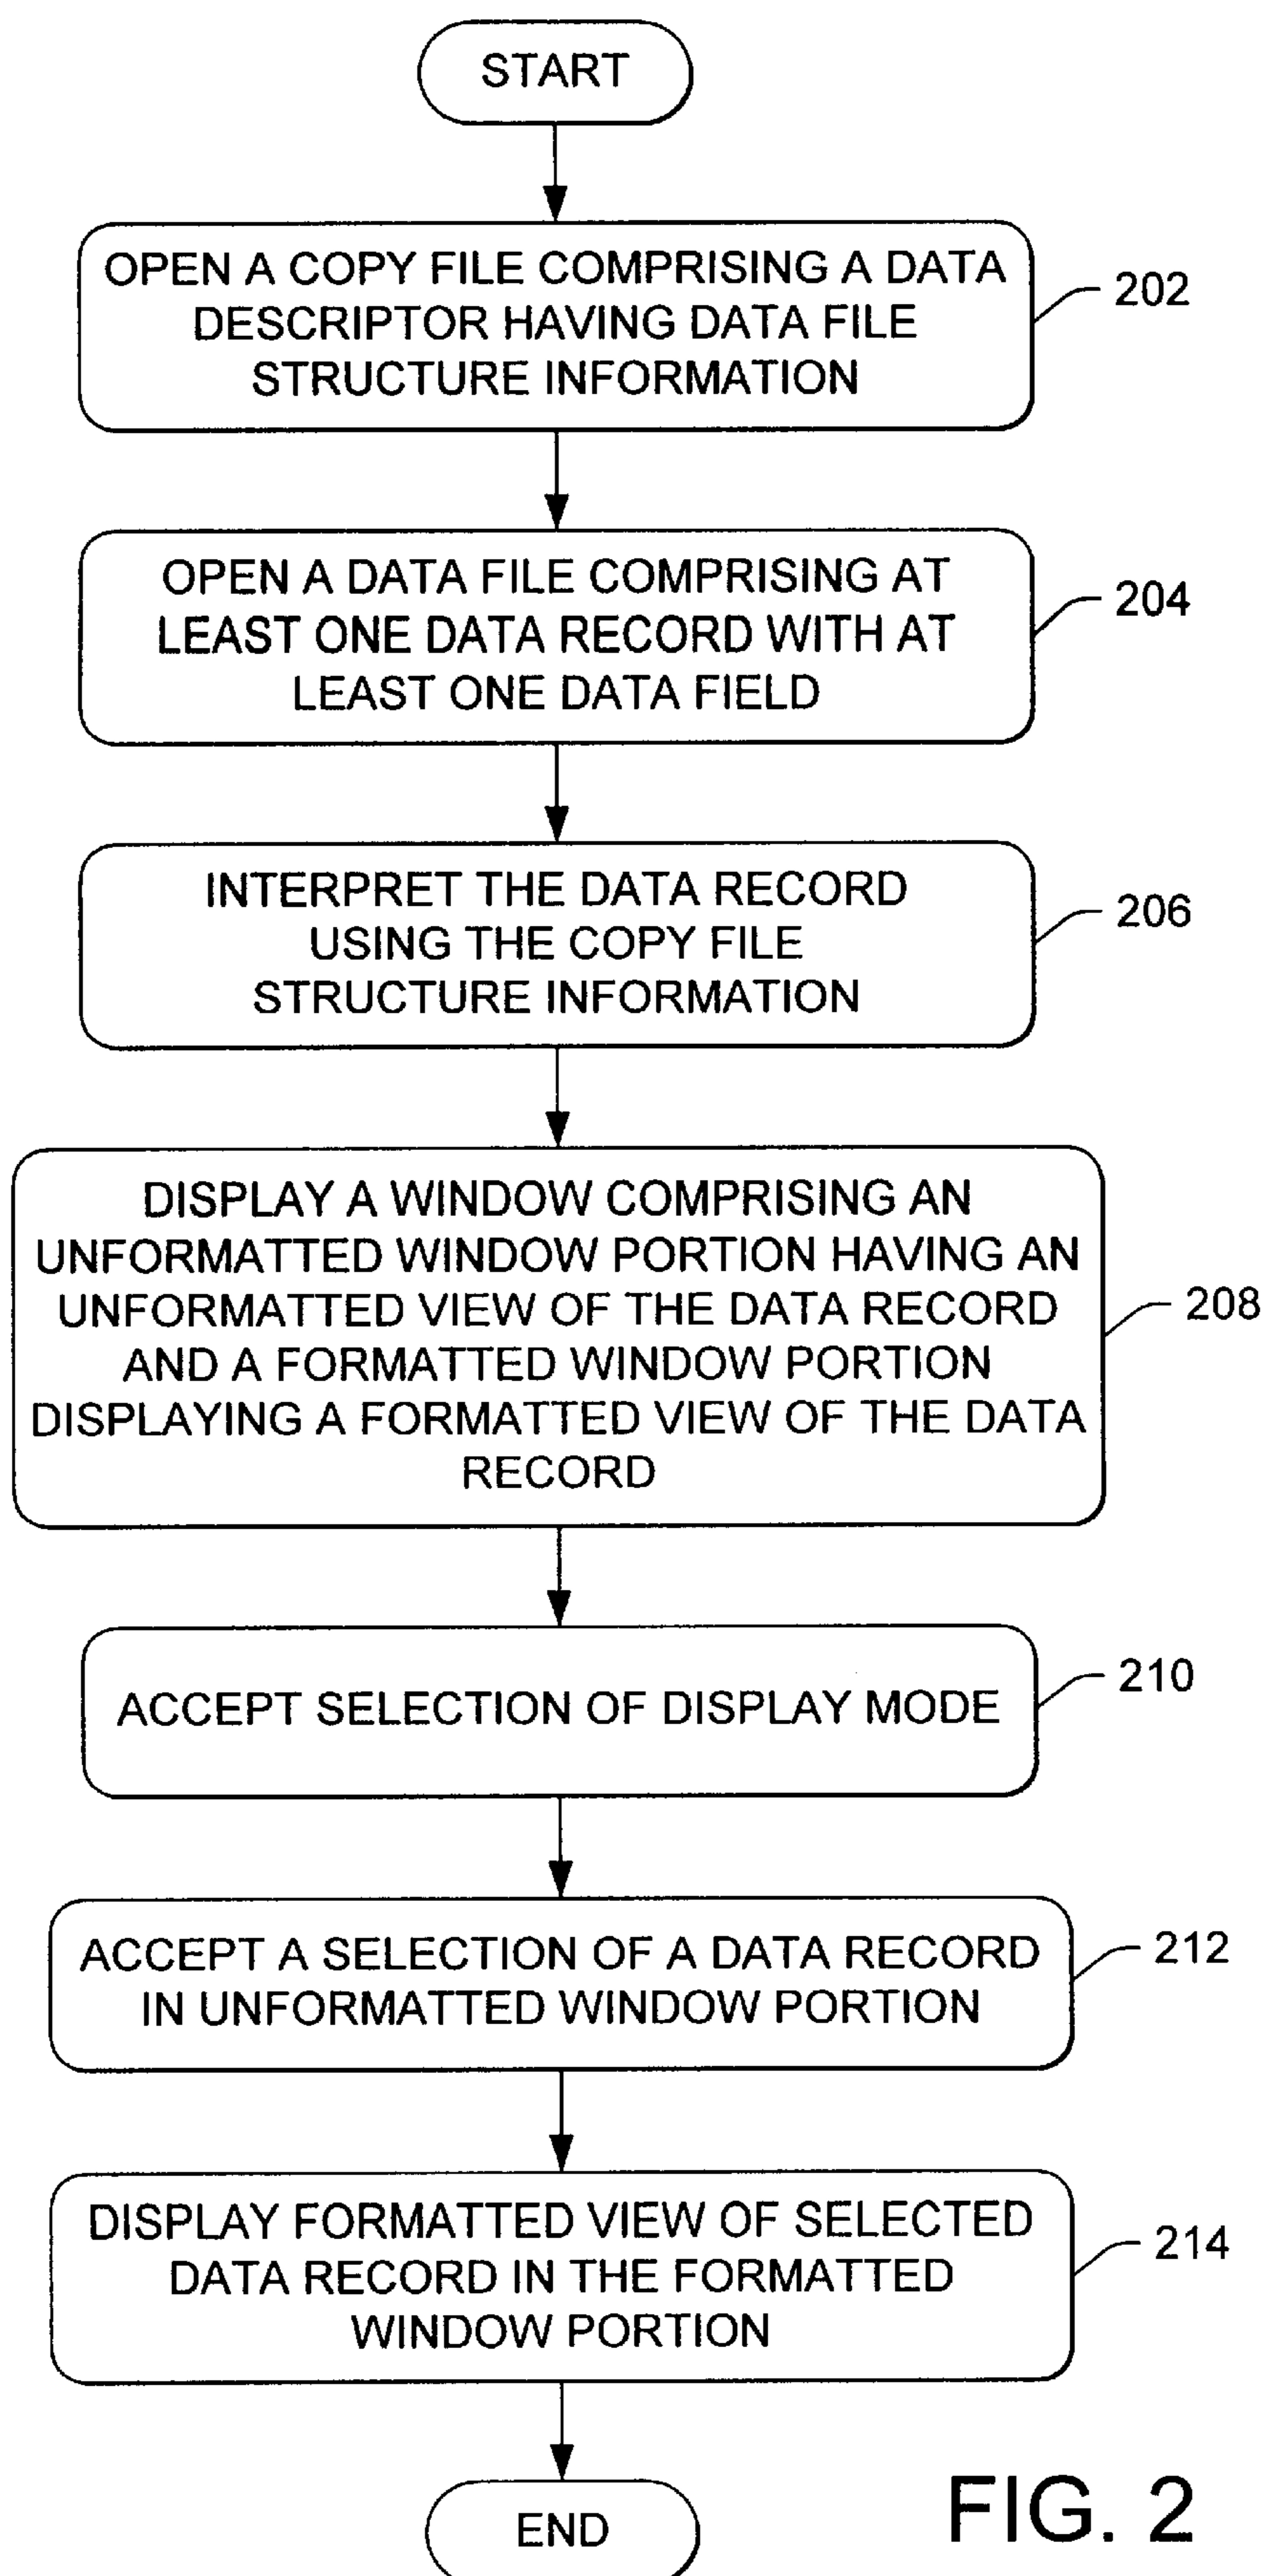 START
OPEN A COPY FILE COMPRISING A DATA
DESCRIPTOR HAVING DATA FILE
STRUCTURE INFORMATION
202
OPEN A DATA FILE COMPRISING AT
LEAST ONE DATA RECORD WITH AT
LEAST ONE DATA FIELD
204
INTERPRET THE DATA RECORD
USING THE COPY FILE
STRUCTURE INFORMATION
206
DISPLAY A WINDOW COMPRISING AN
UNFORMATTED WINDOW PORTION HAVING AN
UNFORMATTED VIEW OF THE DATA RECORD
AND A FORMATTED WINDOW PORTION
DISPLAYING A FORMATTED VIEW OF THE DATA
RECORD
208
ACCEPT SELECTION OF DISPLAY MODE
210
ACCEPT A SELECTION OF A DATA RECORD
IN UNFORMATTED WINDOW PORTION
212
DISPLAY FORMATTED VIEW OF SELECTED
DATA RECORD IN THE FORMATTED
WINDOW PORTION
214
END
FIG. 2